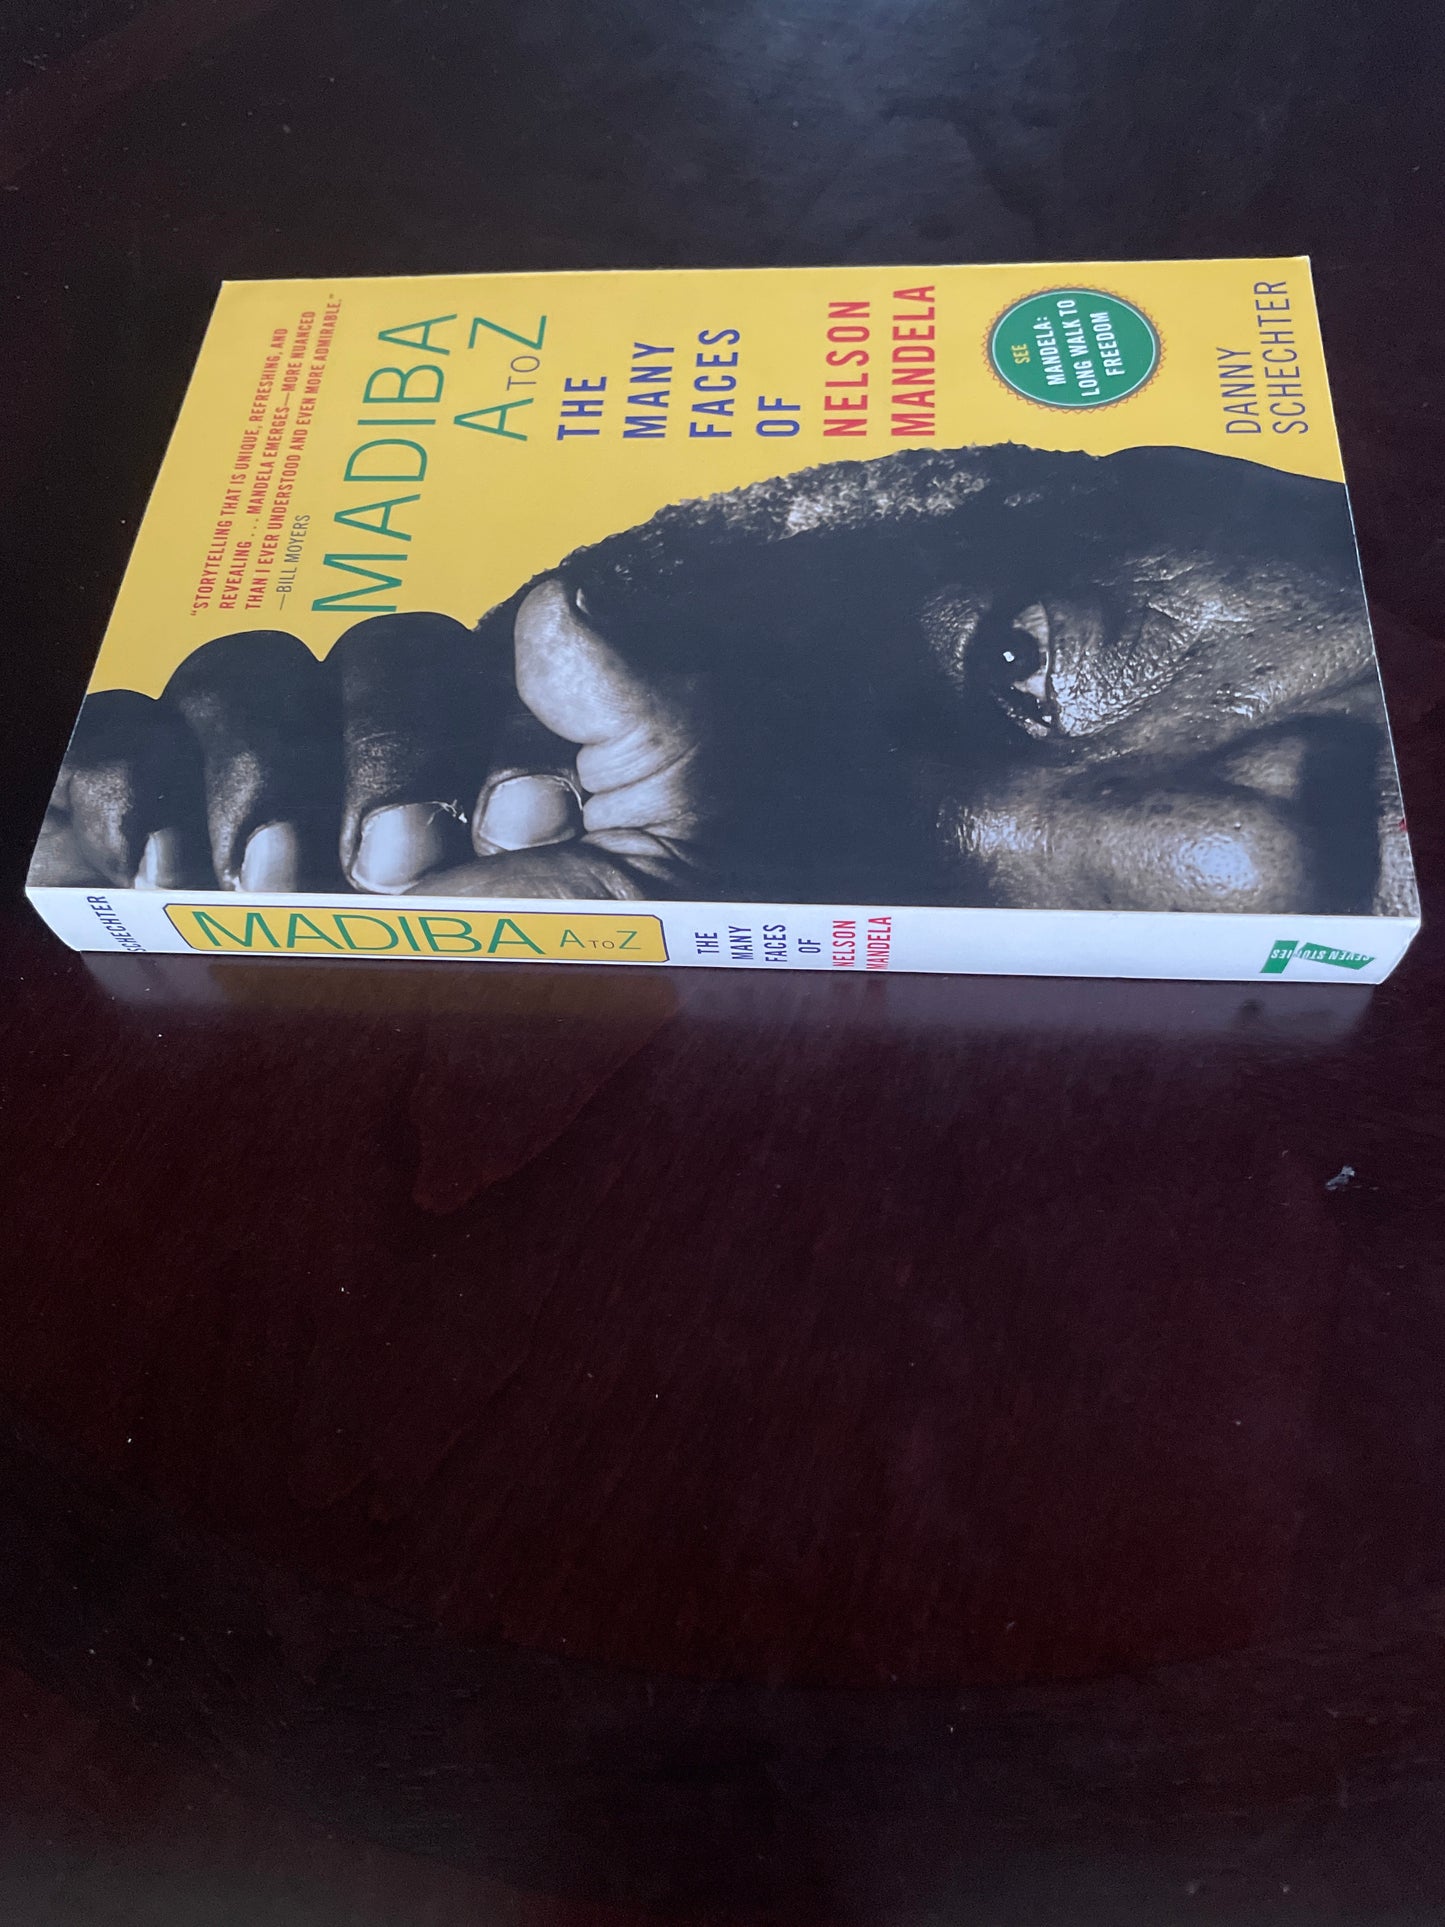 “STORYTELLING THAT IS UNIQUE, REFRESHING, AND
REVEALING . . . MANDELA EMERGES—MORE NUANCED
THAN I EVER UNDERSTOOD AND EVEN MORE ADMIRABLE.”
—BILL MOYERS
MADIBA
A TO Z
THE
MANY
FACES
OF
NELSON
MANDELA
SEE
MANDELA:
LONG WALK TO
FREEDOM
DANNY
SCHECHTER
SCHECHTER
MADIBA A TO Z
THE
MANY
FACES
OF
NELSON
MANDELA
SEVEN STORIES